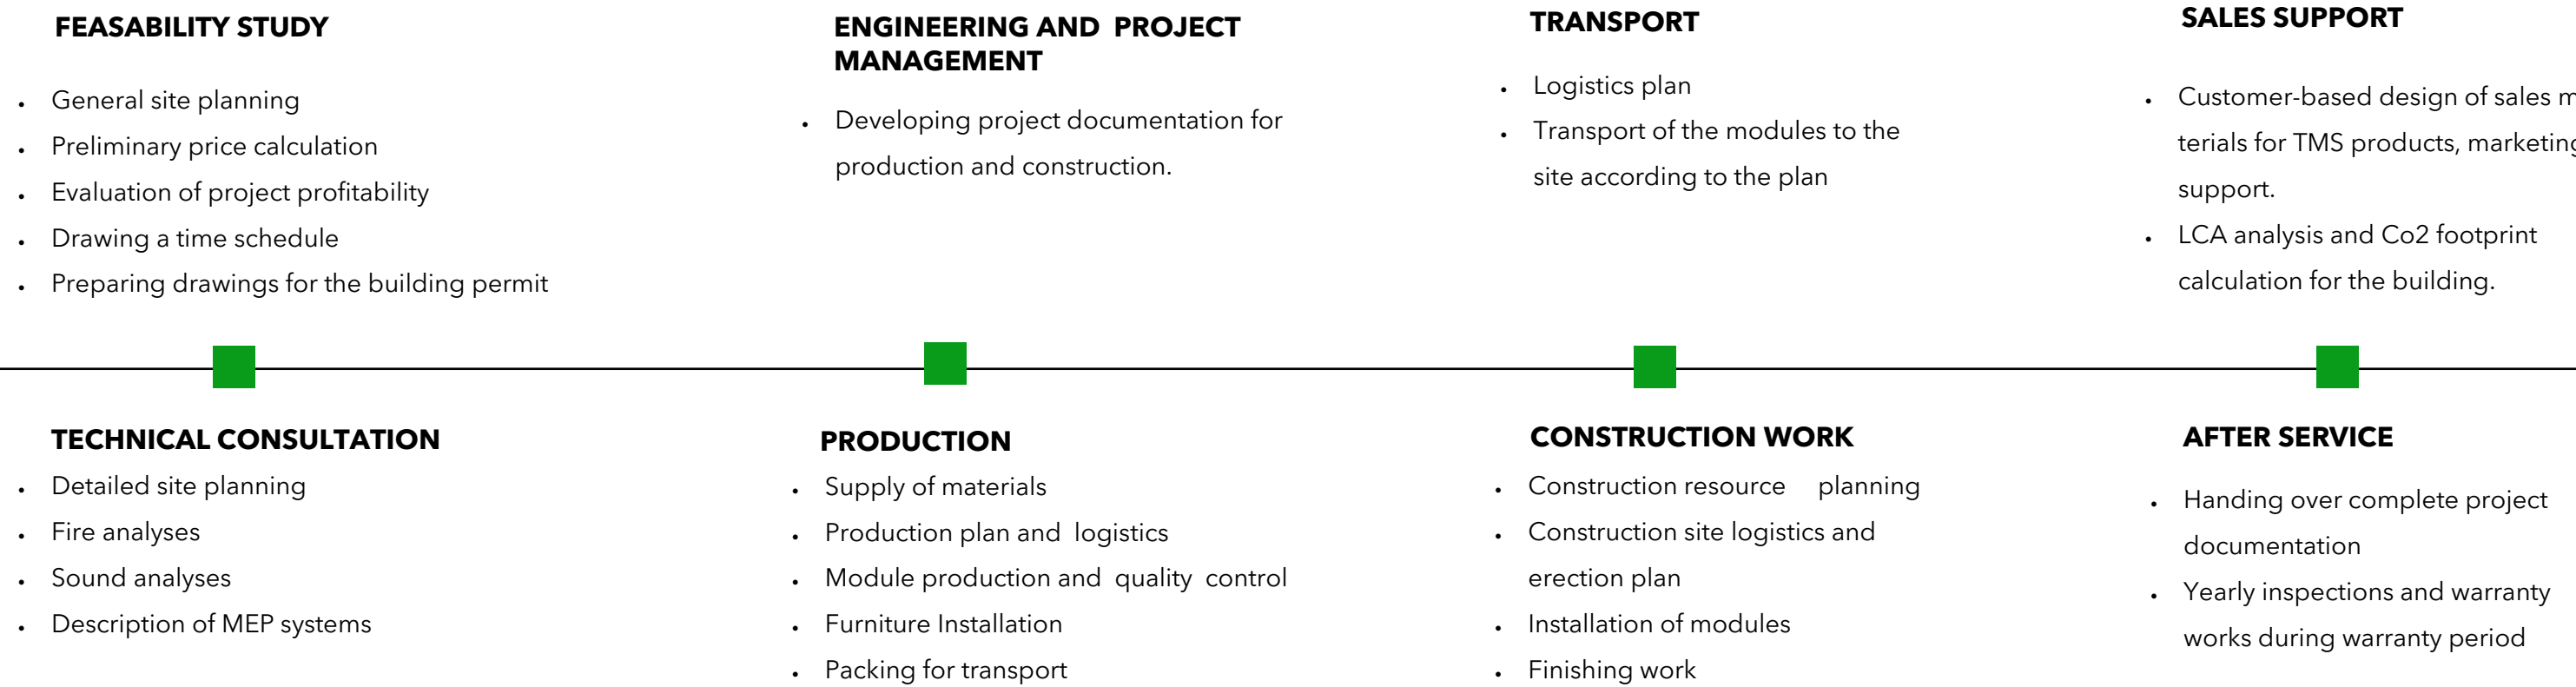 FEASABILITY STUDY
• General site planning
• Preliminary price calculation
• Evaluation of project profitability
• Drawing a time schedule
• Preparing drawings for the building permit
ENGINEERING AND PROJECT
MANAGEMENT
• Developing project documentation for
production and construction.
TRANSPORT
• Logistics plan
• Transport of the modules to the
site according to the plan
SALES SUPPORT
• Customer-based design of sales m
terials for TMS products, marketing
support.
• LCA analysis and Co2 footprint
calculation for the building.
TECHNICAL CONSULTATION
• Detailed site planning
• Fire analyses
• Sound analyses
• Description of MEP systems
PRODUCTION
• Supply of materials
• Production plan and logistics
• Module production and quality control
• Furniture Installation
• Packing for transport
CONSTRUCTION WORK
• Construction resource planning
• Construction site logistics and
erection plan
• Installation of modules
• Finishing work
AFTER SERVICE
• Handing over complete project
documentation
• Yearly inspections and warranty
works during warranty period